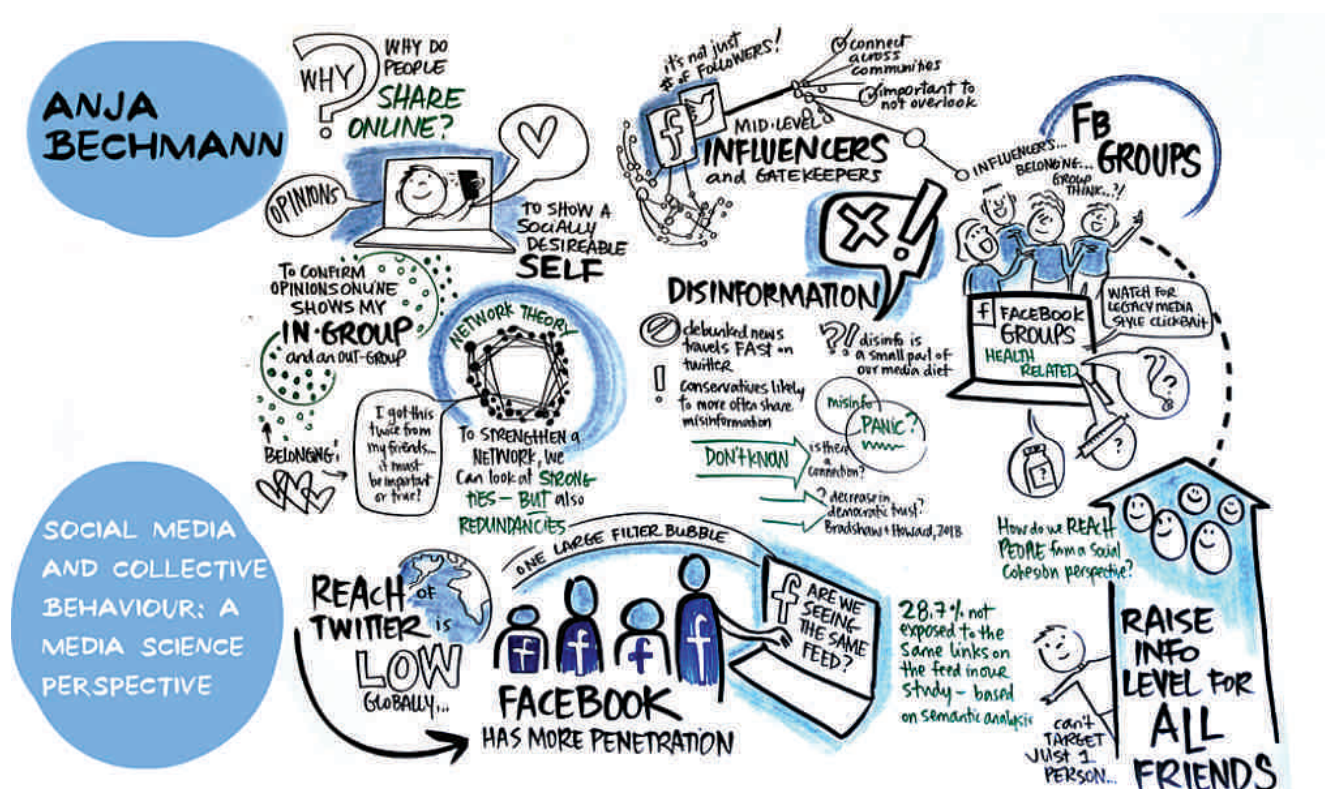 ANJA
BECHMANN
SOCIAL MEDIA
AND COLLECTIVE
BEHAVIOUR: A
MEDIA SCIENCE
PERSPECTIVE
WHY
WHY DO
PEOPLE
SHARE
ONLINE?
OPINIONS
TO SHOW A
SOCIALLY
DESIREABLE
SELF
TO CONFIRM
OPINIONS ONLINE
SHOWS MY
IN-GROUP
and an OUT-GROUP
BELONGING!
NETWORK THEORY
I got this
twice from
my friends...
it must
be important
or true?
TO STRENGTHEN A
NETWORK, WE
can look at STRONG
TIES - BUT also
REDUNDANCIES
it's not just
# of FOLLOWERS!
f
MID-LEVEL
INFLUENCERS
and GATEKEEPERS
connect
across
communities
important to
not overlook
FB
GROUPS
INFLUENCERS...
BELONGING...
GROUP
THINK...?!
f FACEBOOK
GROUPS
HEALTH
RELATED
WATCH FOR
LEGACY MEDIA
STYLE CLICKBAIT
??
?
?
X!
DISINFORMATION
debunked news
travels FAST on
twitter
! conservatives likely
to more often share
misinformation
?! disinfo is
a small part of
our media diet
misinfo
PANIC?
DON'T KNOW
is there
a
connection?
? decrease in
democratic trust?
Bradshaw + Howard, 2018
REACH of
TWITTER is
LOW
GLOBALLY...
ONE LARGE FILTER BUBBLE
f f f f
FACEBOOK
HAS MORE PENETRATION
f ARE WE
SEEING
THE SAME
FEED?
28.7% not
exposed to the
same links on
the feed in our
study - based
on semantic analysis
How do we REACH
PEOPLE from a social
cohesion perspective?
can't
TARGET
JUST 1
PERSON...
RAISE
INFO
LEVEL FOR
ALL
FRIENDS